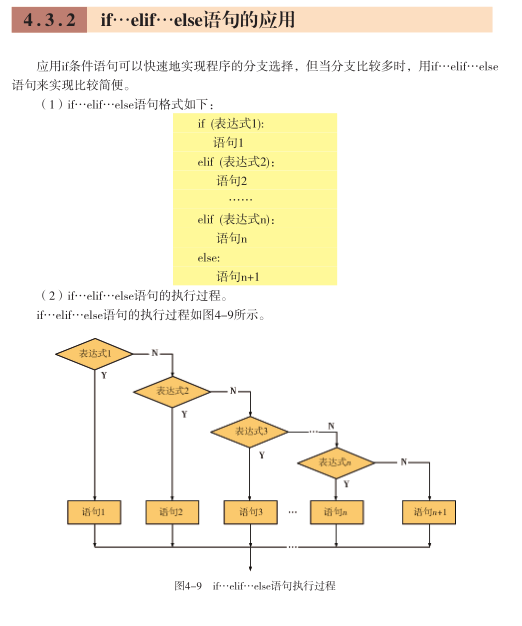 4.3.2 if…elif…else语句的应用
应用if条件语句可以快速地实现程序的分支选择，但当分支比较多时，用if…elif…else
语句来实现比较简便。
（1）if…elif…else语句格式如下：
if (表达式1):
语句1
elif (表达式2)：
语句2
……
elif (表达式n)：
语句n
else:
语句n+1
（2）if…elif…else语句的执行过程。
if…elif…else语句的执行过程如图4-9所示。
表达式1
N
Y
表达式2
N
Y
表达式3
…
N
Y
表达式n
N
Y
语句1
语句2
语句3
…
语句n
语句n+1
…
图4-9 if…elif…else语句执行过程